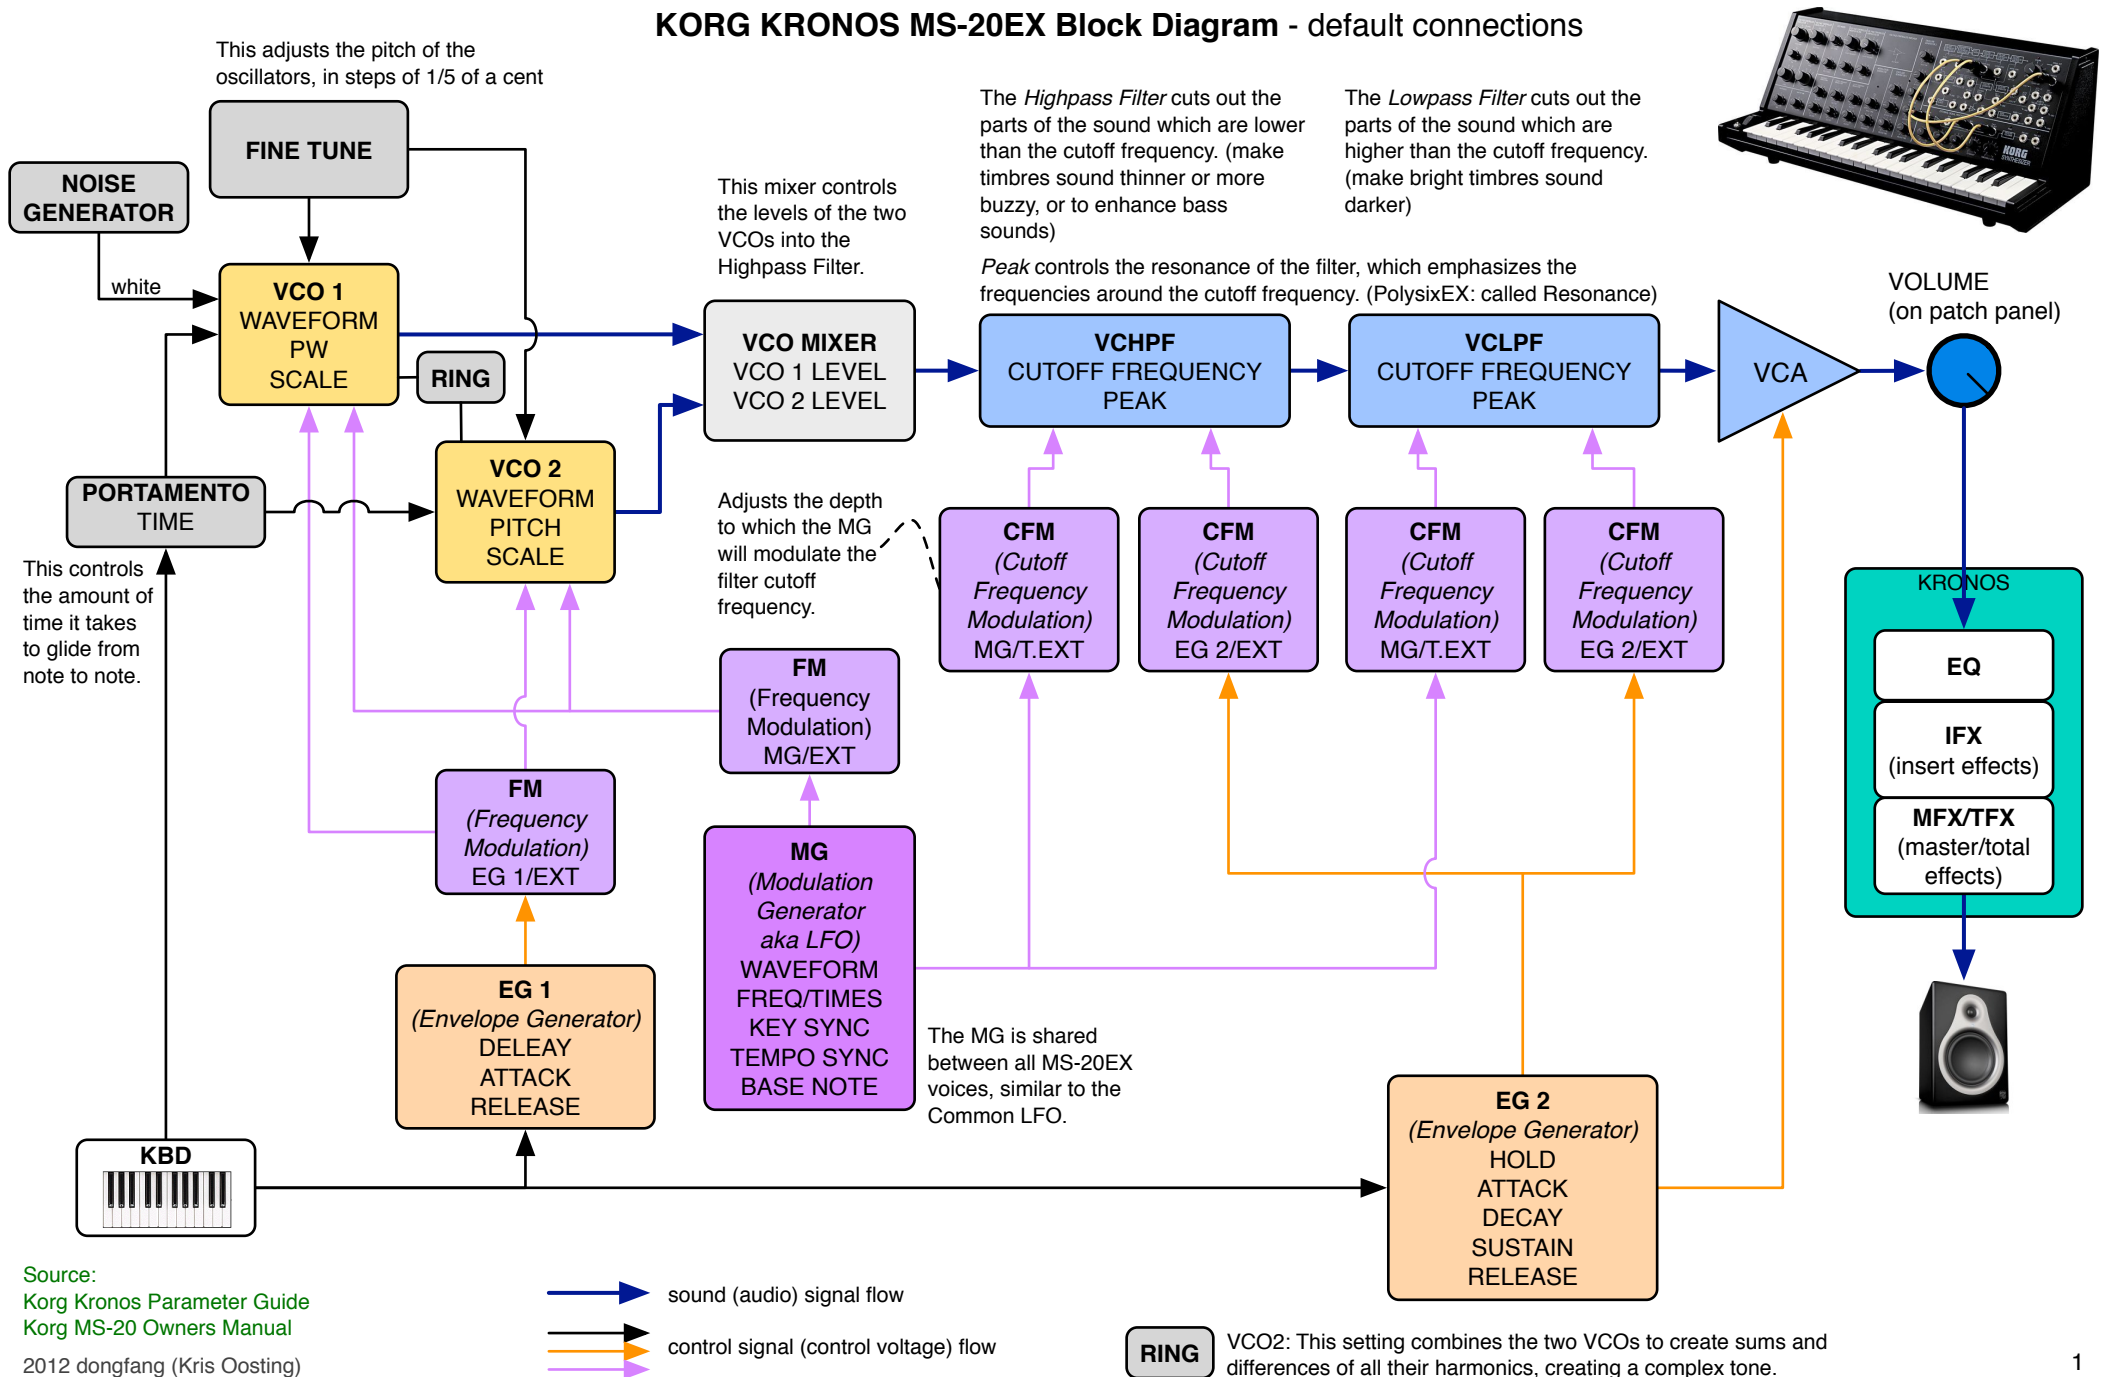 KORG KRONOS MS-20EX Block Diagram - default connections
This adjusts the pitch of the
oscillators, in steps of 1/5 of a cent
FINE TUNE
NOISE
GENERATOR
white
VCO 1
WAVEFORM
PW
SCALE
RING
VCO 2
WAVEFORM
PITCH
SCALE
PORTAMENTO
TIME
This controls
the amount of
time it takes
to glide from
note to note.
This mixer controls
the levels of the two
VCOs into the
Highpass Filter.
VCO MIXER
VCO 1 LEVEL
VCO 2 LEVEL
The Highpass Filter cuts out the
parts of the sound which are lower
than the cutoff frequency. (make
timbres sound thinner or more
buzzy, or to enhance bass
sounds)
The Lowpass Filter cuts out the
parts of the sound which are
higher than the cutoff frequency.
(make bright timbres sound
darker)
Peak controls the resonance of the filter, which emphasizes the
frequencies around the cutoff frequency. (PolysixEX: called Resonance)
VCHPF
CUTOFF FREQUENCY
PEAK
VCLPF
CUTOFF FREQUENCY
PEAK
VCA
KORG
SYNTHESIZER
VOLUME
(on patch panel)
Adjusts the depth
to which the MG
will modulate the
filter cutoff
frequency.
CFM
(Cutoff
Frequency
Modulation)
MG/T.EXT
CFM
(Cutoff
Frequency
Modulation)
EG 2/EXT
CFM
(Cutoff
Frequency
Modulation)
MG/T.EXT
CFM
(Cutoff
Frequency
Modulation)
EG 2/EXT
KRONOS
EQ
IFX
(insert effects)
MFX/TFX
(master/total
effects)
FM
(Frequency
Modulation)
MG/EXT
FM
(Frequency
Modulation)
EG 1/EXT
MG
(Modulation
Generator
aka LFO)
WAVEFORM
FREQ/TIMES
KEY SYNC
TEMPO SYNC
BASE NOTE
The MG is shared
between all MS-20EX
voices, similar to the
Common LFO.
EG 1
(Envelope Generator)
DELEAY
ATTACK
RELEASE
EG 2
(Envelope Generator)
HOLD
ATTACK
DECAY
SUSTAIN
RELEASE
KBD
Source:
Korg Kronos Parameter Guide
Korg MS-20 Owners Manual
2012 dongfang (Kris Oosting)
sound (audio) signal flow
control signal (control voltage) flow
RING
VCO2: This setting combines the two VCOs to create sums and
differences of all their harmonics, creating a complex tone.
1